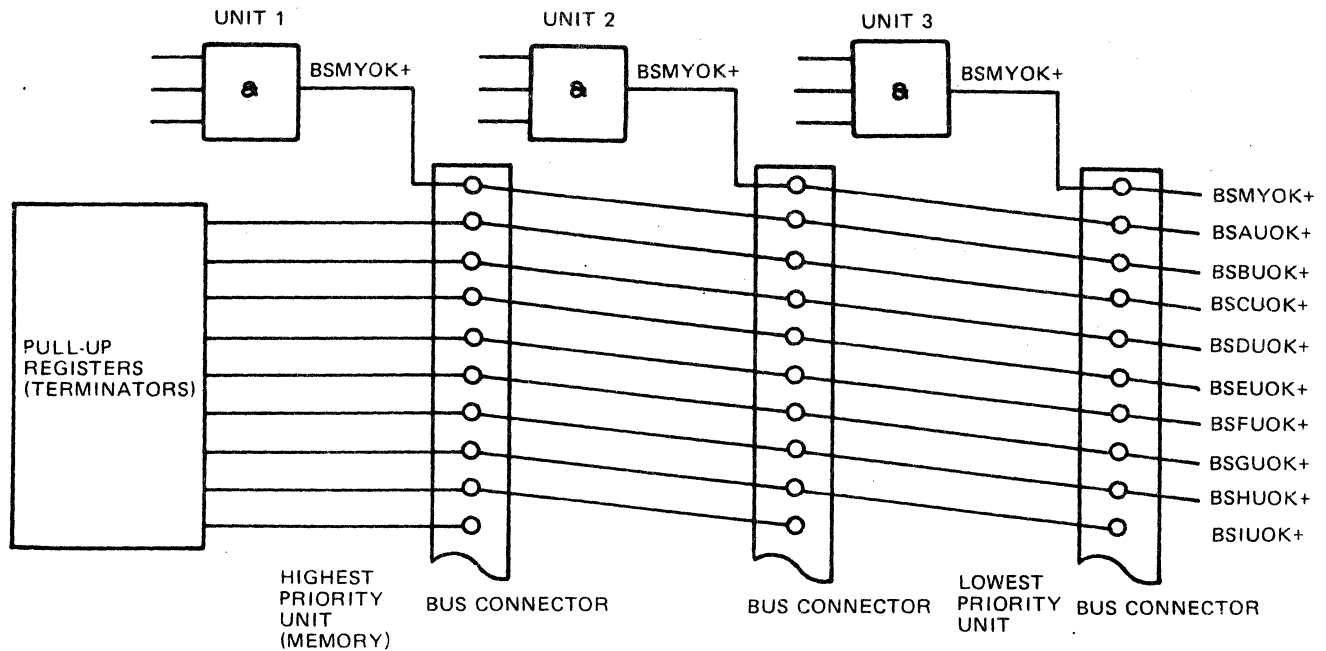 UNIT 1
UNIT 2
UNIT 3
BSMYOK+
BSMYOK+
BSMYOK+
&
&
&
BSMYOK+
BSAUOK+
BSBUOK+
BSCUOK+
BSDUOK+
BSEUOK+
BSFUOK+
BSGUOK+
BSHUOK+
BSIUOK+
PULL-UP
REGISTERS
(TERMINATORS)
HIGHEST
PRIORITY
UNIT
(MEMORY)
BUS CONNECTOR
BUS CONNECTOR
LOWEST
PRIORITY
UNIT
BUS CONNECTOR